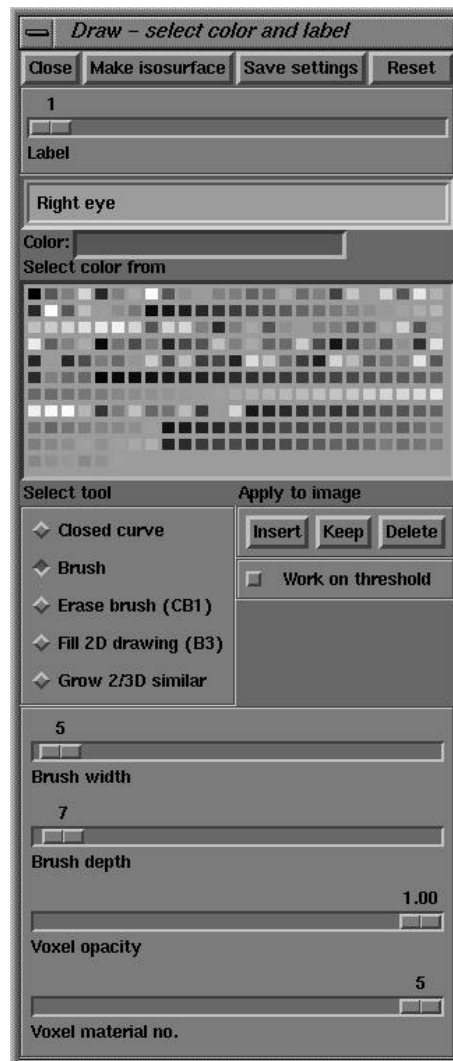 Draw – select color and label
Close Make isosurface Save settings Reset
1
Label
Right eye
Color:
Select color from
Select tool Apply to image
Closed curve Insert Keep Delete
Brush Work on threshold
Erase brush (CB1)
Fill 2D drawing (B3)
Grow 2/3D similar
5
Brush width
7
Brush depth
1.00
Voxel opacity
5
Voxel material no.